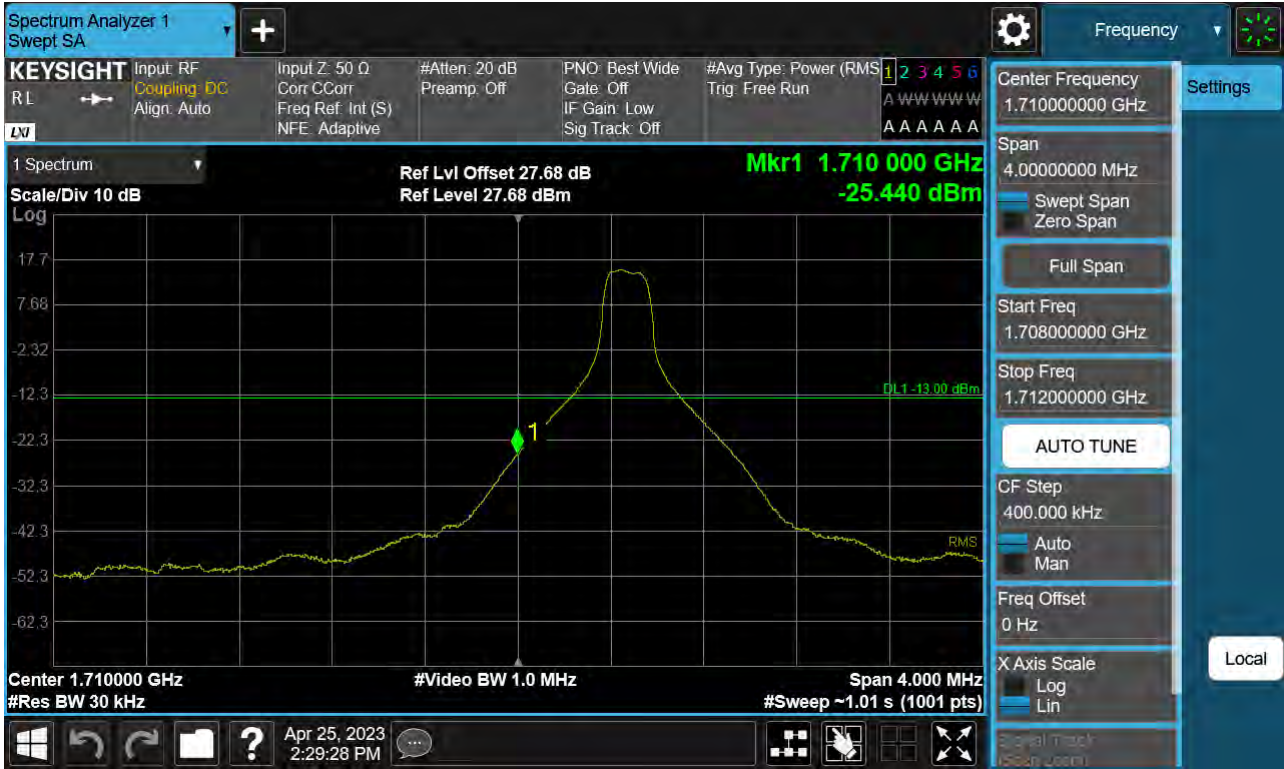 Spectrum Analyzer 1
Swept SA
Frequency
KEYSIGHT
R L
LXI
Input: RF
Coupling: DC
Align: Auto
Input Z: 50 Ω
Corr CCorr
Freq Ref: Int (S)
NFE: Adaptive
#Atten: 20 dB
Preamp: Off
PNO: Best Wide
Gate: Off
IF Gain: Low
Sig Track: Off
#Avg Type: Power (RMS
Trig: Free Run
1 2 3 4 5 6
A W W W W W
A A A A A A
1 Spectrum
Scale/Div 10 dB
Log
Ref Lvl Offset 27.68 dB
Ref Level 27.68 dBm
Mkr1 1.710 000 GHz
-25.440 dBm
17.7
7.68
-2.32
-12.3
-22.3
-32.3
-42.3
-52.3
-62.3
DL1 -13.00 dBm
1
RMS
Center 1.710000 GHz
#Res BW 30 kHz
#Video BW 1.0 MHz
Span 4.000 MHz
#Sweep ~1.01 s (1001 pts)
Center Frequency
1.710000000 GHz
Settings
Span
4.00000000 MHz
Swept Span
Zero Span
Full Span
Start Freq
1.708000000 GHz
Stop Freq
1.712000000 GHz
AUTO TUNE
CF Step
400.000 kHz
Auto
Man
Freq Offset
0 Hz
X Axis Scale
Log
Lin
Local
Signal Track
(Span Zoom)
?
Apr 25, 2023
2:29:28 PM